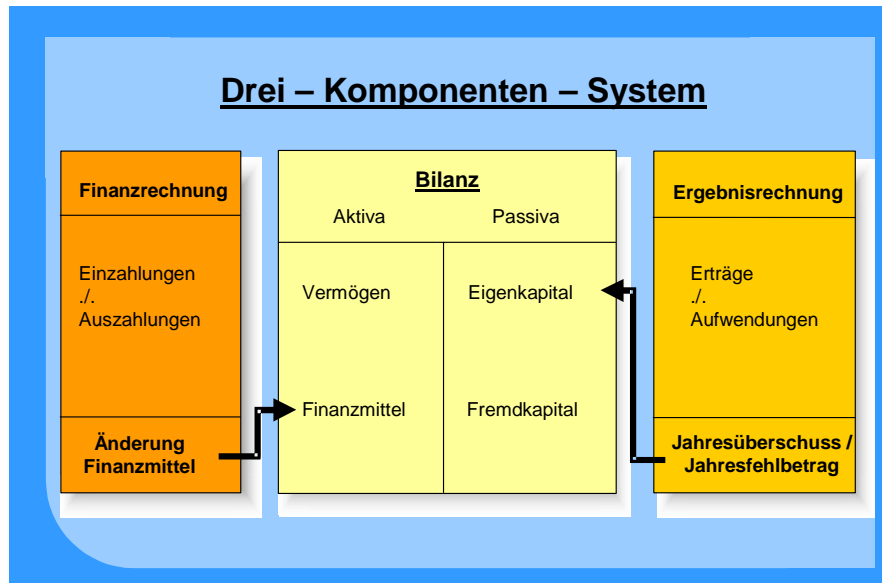 Drei – Komponenten – System
Finanzrechnung
Einzahlungen
./.
Auszahlungen
Änderung
Finanzmittel
Bilanz
Aktiva Passiva
Vermögen Eigenkapital
Finanzmittel Fremdkapital
Ergebnisrechnung
Erträge
./.
Aufwendungen
Jahresüberschuss /
Jahresfehlbetrag